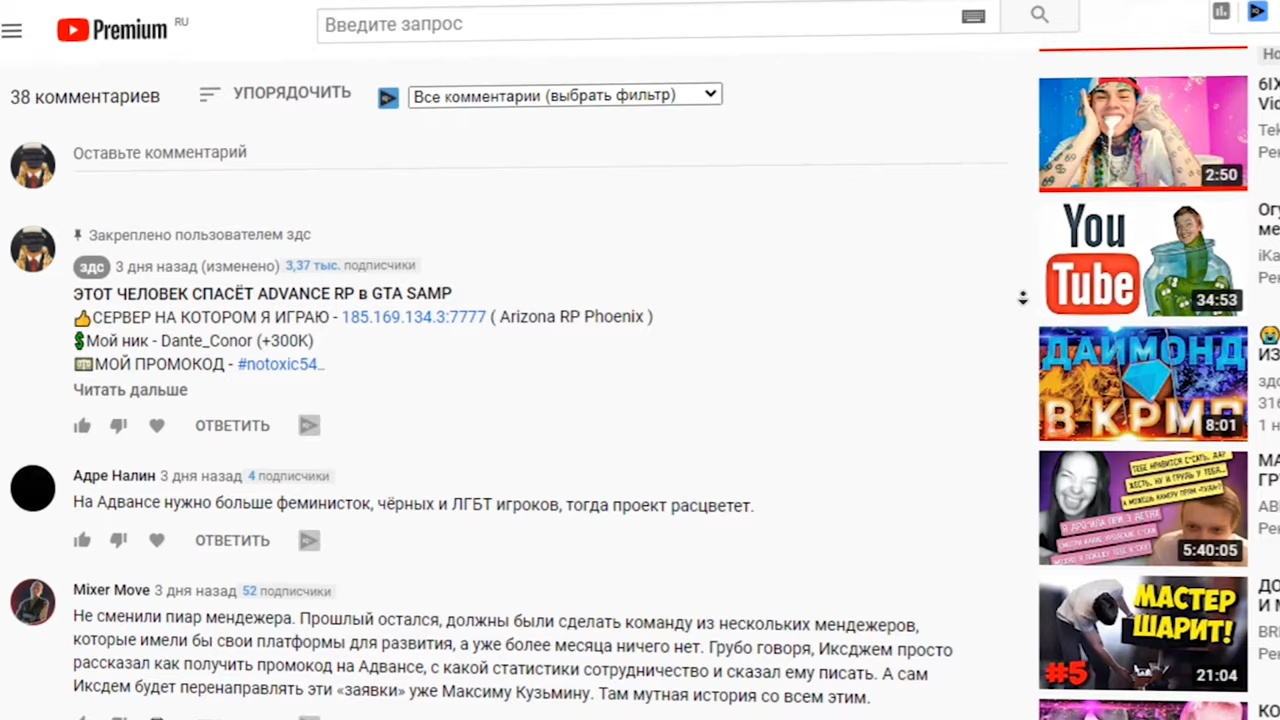 Premium RU
Введите запрос
38 комментариев
УПОРЯДОЧИТЬ
Все комментарии (выбрать фильтр)
Оставьте комментарий
Закреплено пользователем здс
здс 3 дня назад (изменено) 3,37 тыс. подписчики
ЭТОТ ЧЕЛОВЕК СПАСЁТ ADVANCE RP в GTA SAMP
👍СЕРВЕР НА КОТОРОМ Я ИГРАЮ - 185.169.134.3:7777 ( Arizona RP Phoenix )
💲Мой ник - Dante_Conor (+300K)
💵МОЙ ПРОМОКОД - #notoxic54...
Читать дальше
ОТВЕТИТЬ
Адре Налин 3 дня назад 4 подписчики
На Адвансе нужно больше феминисток, чёрных и ЛГБТ игроков, тогда проект расцветет.
ОТВЕТИТЬ
Mixer Move 3 дня назад 52 подписчики
Не сменили пиар мендежера. Прошлый остался, должны были сделать команду из нескольких мендежеров,
которые имели бы свои платформы для развития, а уже более месяца ничего нет. Грубо говоря, Иксджем просто
рассказал как получить промокод на Адвансе, с какой статистики сотрудничество и сказал ему писать. А сам
Иксдем будет перенаправлять эти «заявки» уже Максиму Кузьмину. Там мутная история со всем этим.
2:50
You
Tube
34:53
ДАЙМОНД
В КРМП
8:01
5:40:05
МАСТЕР
ШАРИТ!
#5
21:04